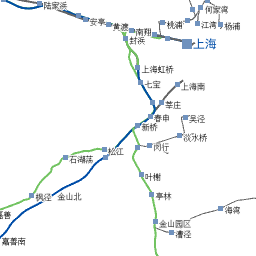 陆家浜
何家湾
安亭
黄渡
桃浦
江湾
杨浦
南翔
封浜
上海
上海虹桥
七宝
上海南
莘庄
春申
吴泾
新桥
淡水桥
闵行
松江
石湖荡
叶榭
枫泾
金山北
亭林
海湾
嘉善
金山园区
漕泾
嘉善南